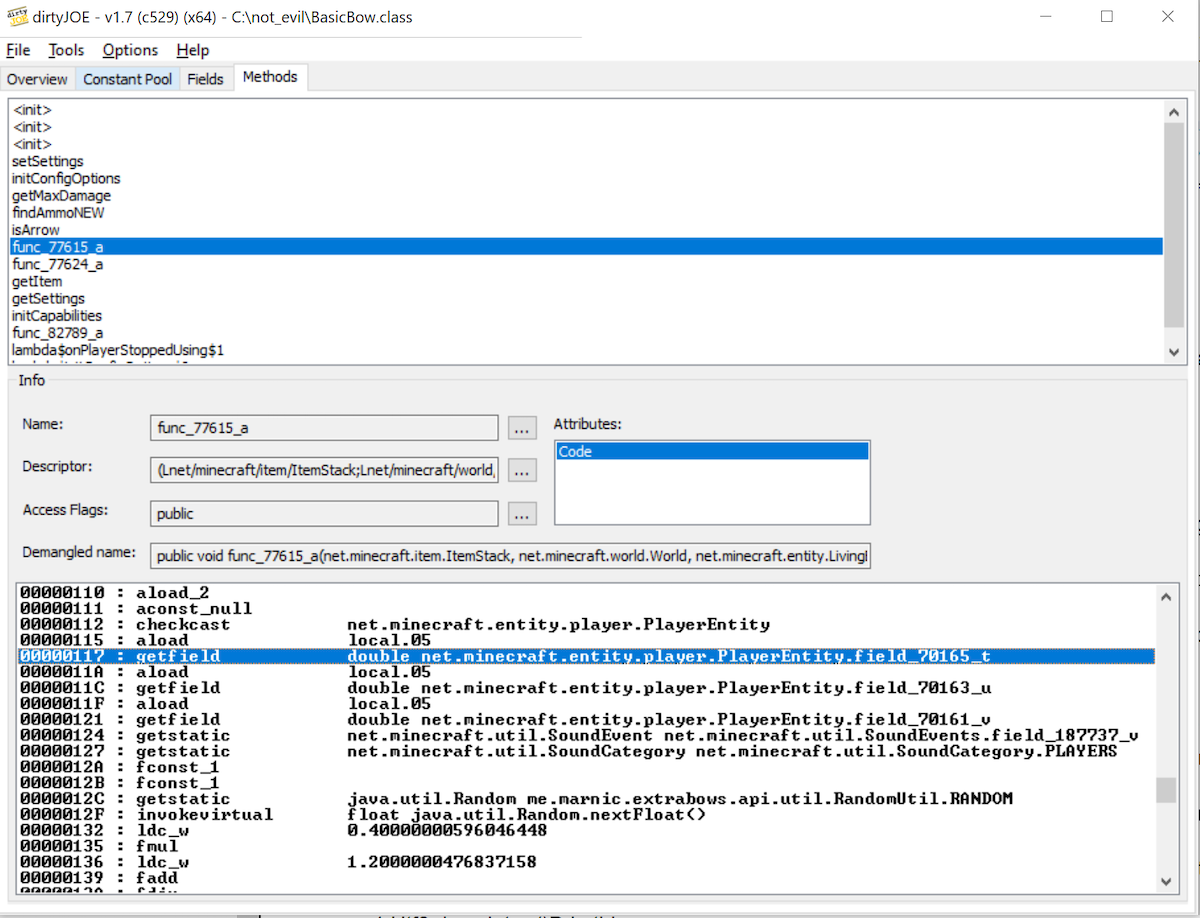 dirtyJOE - v1.7 (c529) (x64) - C:\not_evil\BasicBow.class
File Tools Options Help
Overview Constant Pool Fields Methods
<init>
<init>
<init>
setSettings
initConfigOptions
getMaxDamage
findAmmoNEW
isArrow
func_77615_a
func_77624_a
getItem
getSettings
initCapabilities
func_82789_a
lambda$onPlayerStoppedUsing$1
Info
Name: func_77615_a ... Attributes:
Code
Descriptor: (Lnet/minecraft/item/ItemStack;Lnet/minecraft/world, ...
Access Flags: public ...
Demangled name: public void func_77615_a(net.minecraft.item.ItemStack, net.minecraft.world.World, net.minecraft.entity.Livingl
00000110 : aload_2
00000111 : aconst_null
00000112 : checkcast net.minecraft.entity.player.PlayerEntity
00000115 : aload local.05
00000117 : getfield double net.minecraft.entity.player.PlayerEntity.field_70165_t
0000011A : aload local.05
0000011C : getfield double net.minecraft.entity.player.PlayerEntity.field_70163_u
0000011F : aload local.05
00000121 : getfield double net.minecraft.entity.player.PlayerEntity.field_70161_v
00000124 : getstatic net.minecraft.util.SoundEvent net.minecraft.util.SoundEvents.field_187737_v
00000127 : getstatic net.minecraft.util.SoundCategory net.minecraft.util.SoundCategory.PLAYERS
0000012A : fconst_1
0000012B : fconst_1
0000012C : getstatic java.util.Random me.marnic.extrabows.api.util.RandomUtil.RANDOM
0000012F : invokevirtual float java.util.Random.nextFloat()
00000132 : ldc_w 0.40000000596046448
00000135 : fmul
00000136 : ldc_w 1.2000000476837158
00000139 : fadd
0000013A : fdiv